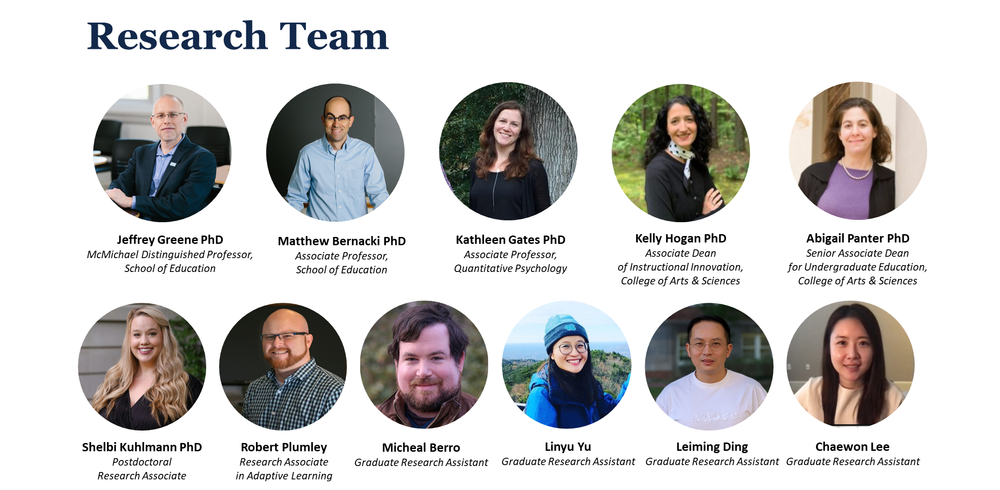 Research Team
Jeffrey Greene PhD
McMichael Distinguished Professor,
School of Education
Matthew Bernacki PhD
Associate Professor,
School of Education
Kathleen Gates PhD
Associate Professor,
Quantitative Psychology
Kelly Hogan PhD
Associate Dean
of Instructional Innovation,
College of Arts & Sciences
Abigail Panter PhD
Senior Associate Dean
for Undergraduate Education,
College of Arts & Sciences
Shelbi Kuhlmann PhD
Postdoctoral
Research Associate
Robert Plumley
Research Associate
in Adaptive Learning
Micheal Berro
Graduate Research Assistant
Linyu Yu
Graduate Research Assistant
Adore
Leiming Ding
Graduate Research Assistant
Chaewon Lee
Graduate Research Assistant